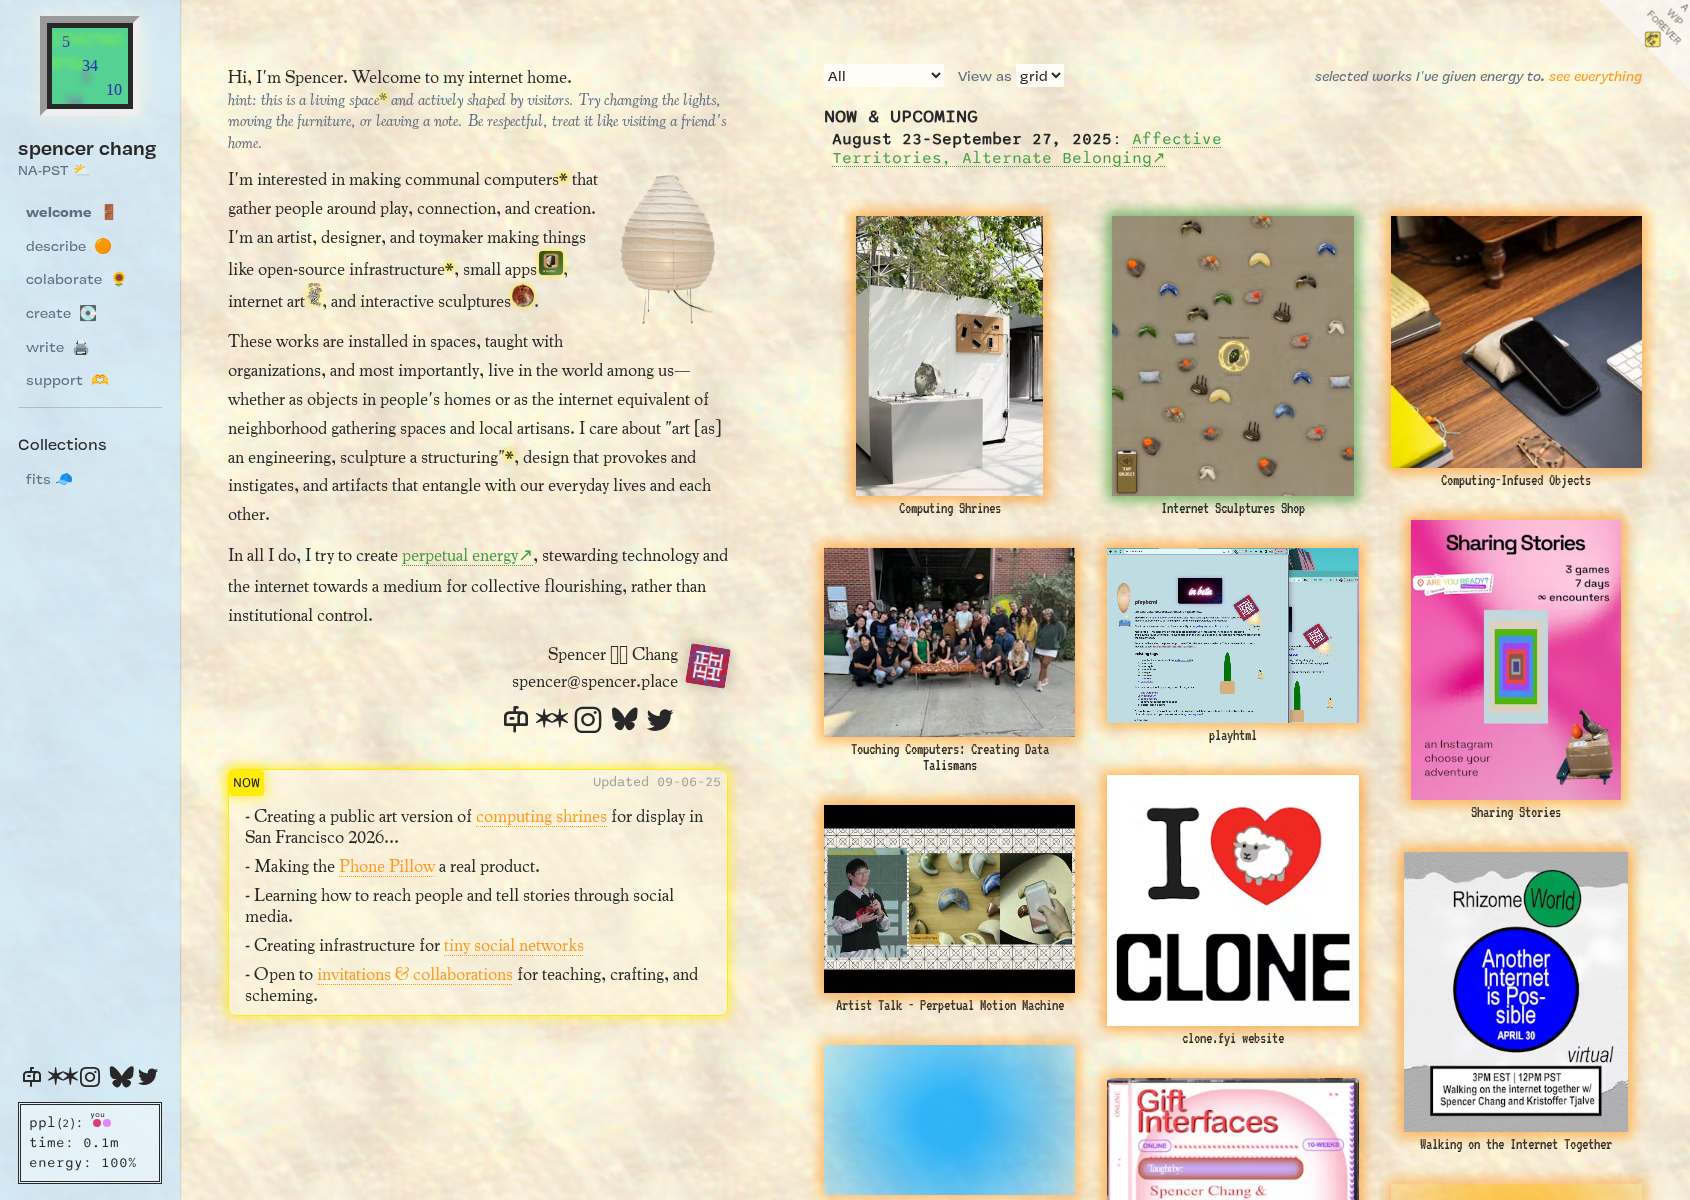 5
34
10
spencer chang
NA-PST
welcome
describe
colaborate
create
write
support
Collections
fits
ppl(2): you
time: 0.1m
energy: 100%
Hi, I'm Spencer. Welcome to my internet home.
hint: this is a living space* and actively shaped by visitors. Try changing the lights,
moving the furniture, or leaving a note. Be respectful, treat it like visiting a friend's
home.
I'm interested in making communal computers* that
gather people around play, connection, and creation.
I'm an artist, designer, and toymaker making things
like open-source infrastructure*, small apps,
internet art, and interactive sculptures.
These works are installed in spaces, taught with
organizations, and most importantly, live in the world among us—
whether as objects in people's homes or as the internet equivalent of
neighborhood gathering spaces and local artisans. I care about "art [as]
an engineering, sculpture a structuring"*, design that provokes and
instigates, and artifacts that entangle with our everyday lives and each
other.
In all I do, I try to create perpetual energy↗, stewarding technology and
the internet towards a medium for collective flourishing, rather than
institutional control.
Spencer Chang
spencer@spencer.place
NOW
Updated 09-06-25
- Creating a public art version of computing shrines for display in
San Francisco 2026...
- Making the Phone Pillow a real product.
- Learning how to reach people and tell stories through social
media.
- Creating infrastructure for tiny social networks
- Open to invitations & collaborations for teaching, crafting, and
scheming.
All
View as grid
selected works I've given energy to. see everything
A
WIP
FOREVER
NOW & UPCOMING
August 23-September 27, 2025: Affective
Territories, Alternate Belonging↗
Computing Shrines
TAP
OBJECT
Internet Sculptures Shop
Computing-Infused Objects
Touching Computers: Creating Data
Talismans
in beta
playhtml
playhtml
Sharing Stories
ARE YOU READY?
3 games
7 days
∞ encounters
an Instagram
choose your
adventure
Sharing Stories
Artist Talk - Perpetual Motion Machine
I
CLONE
clone.fyi website
Rhizome World
Another
Internet
is Pos-
sible
APRIL 30
virtual
3PM EST | 12PM PST
Walking on the internet together w/
Spencer Chang and Kristoffer Tjalve
Walking on the Internet Together
ONLINE
Gift
Interfaces
ONLINE
10-WEEKS
Taught by:
Spencer Chang &